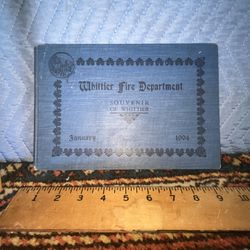 Whittier Fire Department
SOUVENIR
OF WHITTIER
January 1904
1 2 3 4 5 6 7 8 9 10